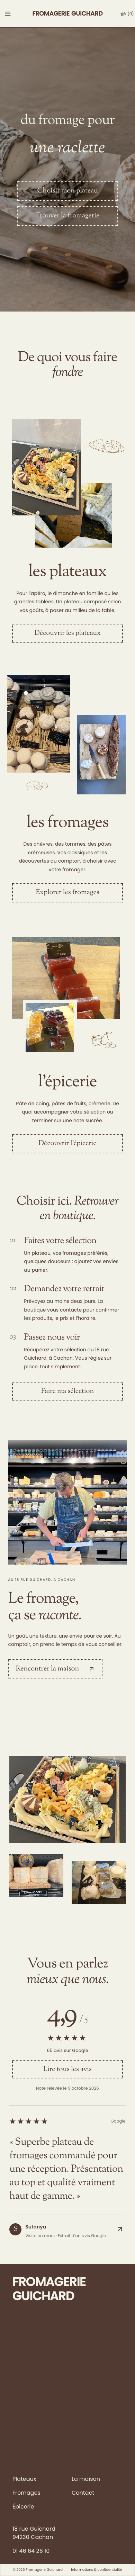 FROMAGERIE GUICHARD
(0)
du fromage pour
une raclette
Choisir mon plateau
Trouver la fromagerie
De quoi vous faire
fondre
les plateaux
Pour l'apéro, le dimanche en famille ou les
grandes tablées. Un plateau composé selon
vos goûts, à poser au milieu de la table.
Découvrir les plateaux
les fromages
Des chèvres, des tommes, des pâtes
crémeuses. Vos classiques et les
découvertes du comptoir, à choisir avec
votre fromager.
Explorer les fromages
l'épicerie
Pâte de coing, pâtes de fruits, crèmerie. De
quoi accompagner votre sélection ou
terminer sur une note sucrée.
Découvrir l'épicerie
Choisir ici. Retrouver
en boutique.
01 Faites votre sélection
Un plateau, vos fromages préférés,
quelques douceurs : ajoutez vos envies
au panier.
02 Demandez votre retrait
Prévoyez au moins deux jours. La
boutique vous contacte pour confirmer
les produits, le prix et l'horaire.
03 Passez nous voir
Récupérez votre sélection au 18 rue
Guichard, à Cachan. Vous réglez sur
place, tout simplement.
Faire ma sélection
AU 18 RUE GUICHARD, À CACHAN
Le fromage,
ça se raconte.
Un goût, une texture, une envie pour ce soir. Au
comptoir, on prend le temps de vous conseiller.
Rencontrer la maison
Vous en parlez
mieux que nous.
4,9 / 5
★★★★★
Lire tous les avis
★★★★★ Google
« Superbe plateau de
fromages commandé pour
une réception. Présentation
au top et qualité vraiment
haut de gamme. »
S Sutanya
FROMAGERIE
GUICHARD
Plateaux La maison
Fromages Contact
Épicerie
18 rue Guichard
94230 Cachan
01 46 64 26 10
© 2026 Fromagerie Guichard Informations & confidentialité